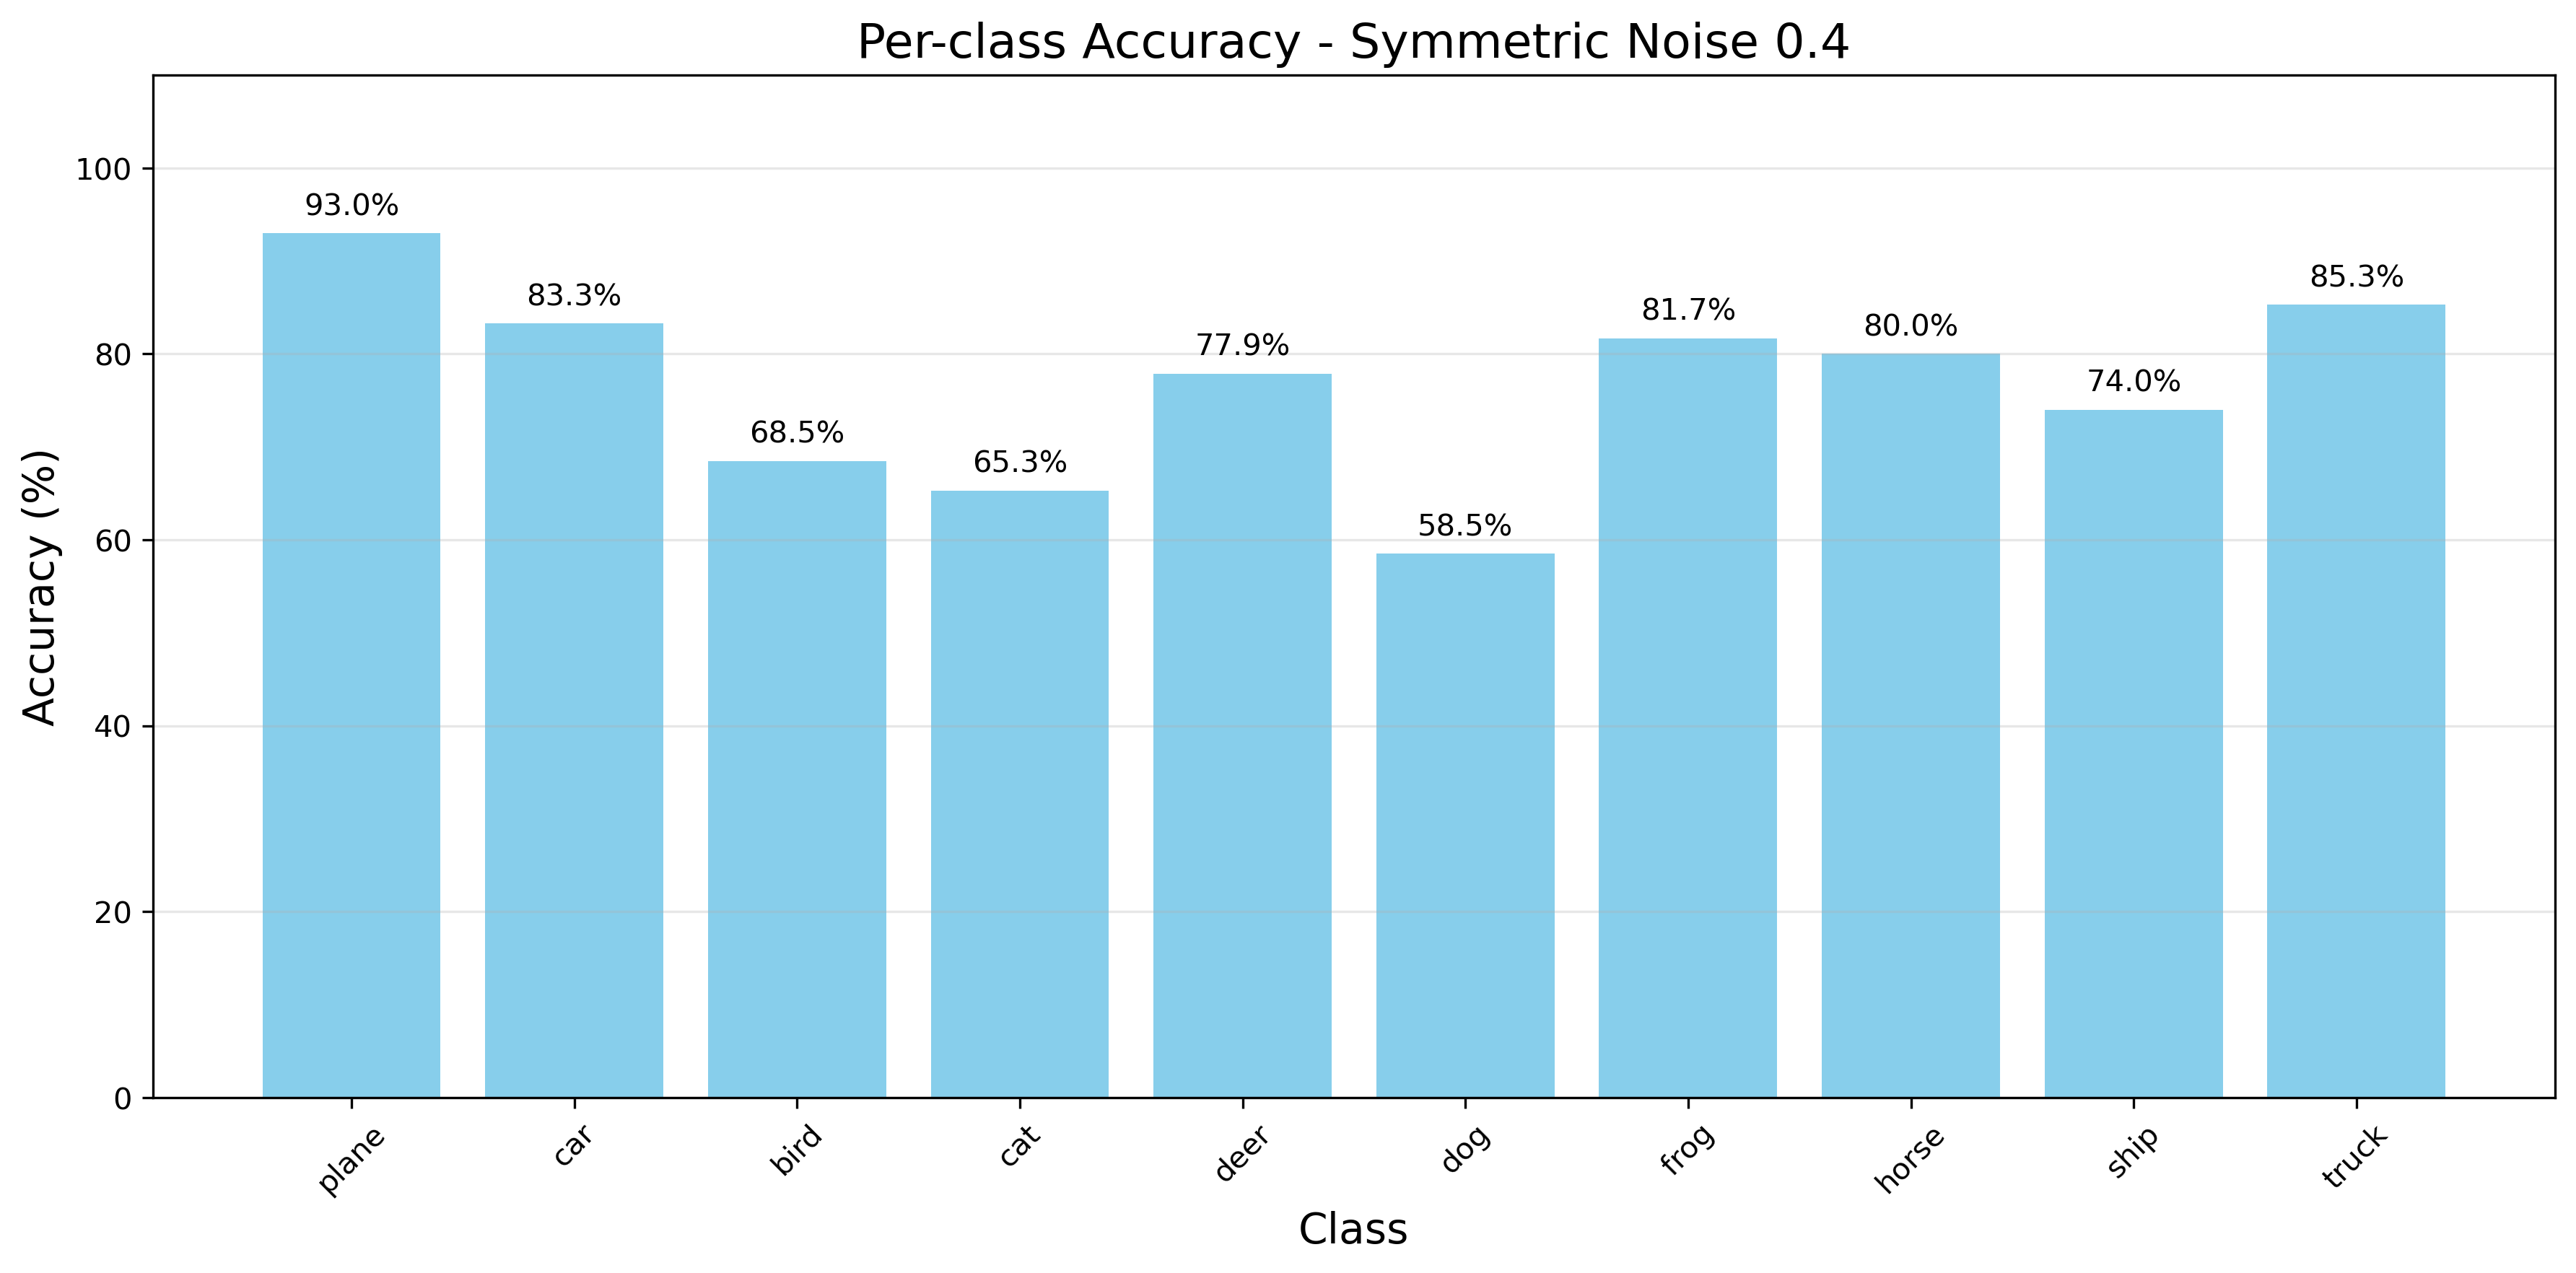 Per-class Accuracy - Symmetric Noise 0.4
Accuracy (%)
100
80
60
40
20
0
93.0%
83.3%
68.5%
65.3%
77.9%
58.5%
81.7%
80.0%
74.0%
85.3%
plane
car
bird
cat
deer
dog
frog
horse
ship
truck
Class